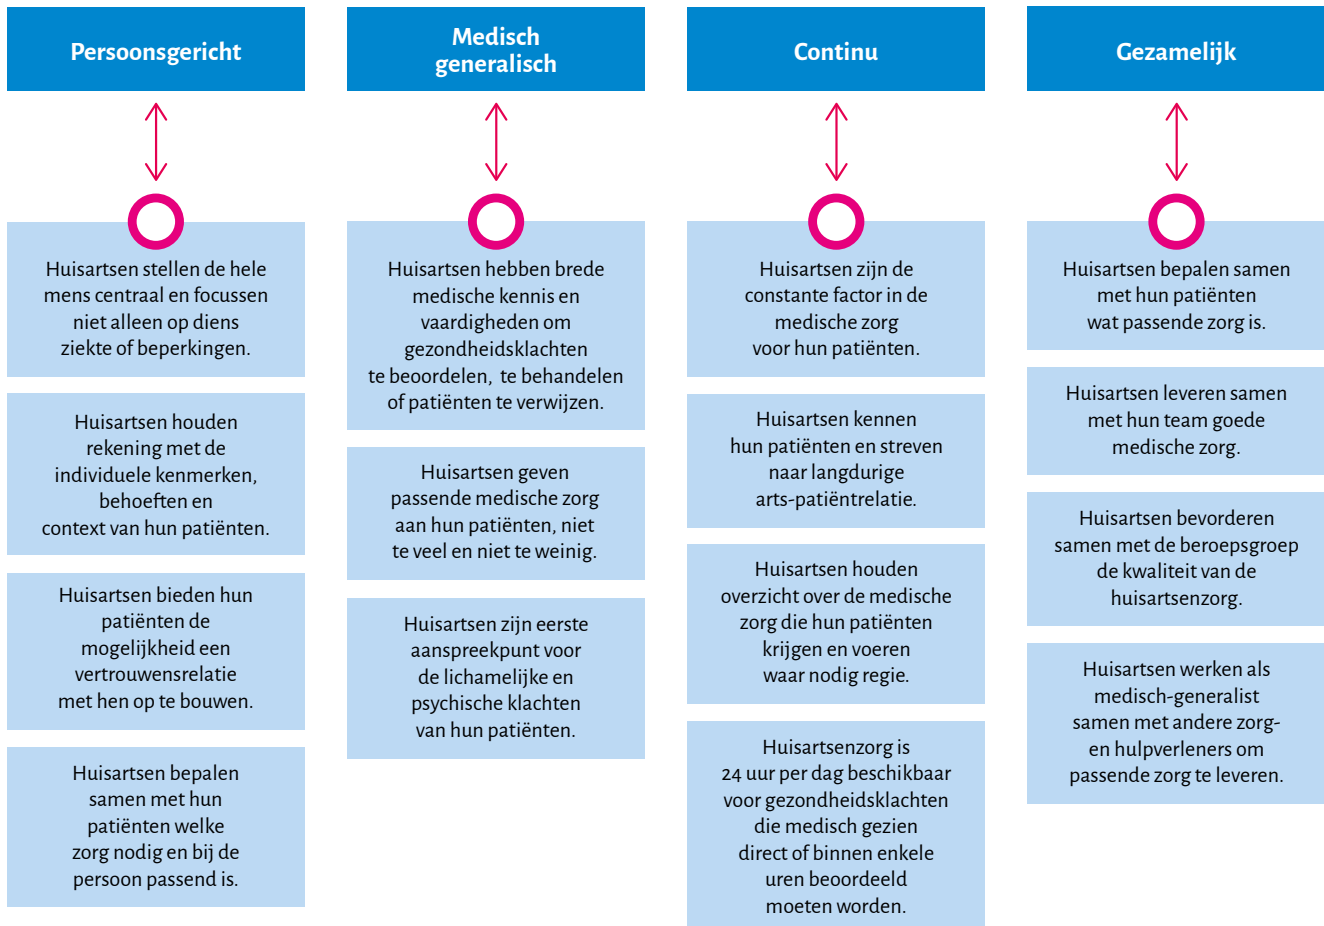 Persoonsgericht
Huisartsen stellen de hele
mens centraal en focussen
niet alleen op diens
ziekte of beperkingen.
Huisartsen houden
rekening met de
individuele kenmerken,
behoeften en
context van hun patiënten.
Huisartsen bieden hun
patiënten de
mogelijkheid een
vertrouwensrelatie
met hen op te bouwen.
Huisartsen bepalen
samen met hun
patiënten welke
zorg nodig en bij de
persoon passend is.
Medisch
generalisch
Huisartsen hebben brede
medische kennis en
vaardigheden om
gezondheidsklachten
te beoordelen, te behandelen
of patiënten te verwijzen.
Huisartsen geven
passende medische zorg
aan hun patiënten, niet
te veel en niet te weinig.
Huisartsen zijn eerste
aanspreekpunt voor
de lichamelijke en
psychische klachten
van hun patiënten.
Continu
Huisartsen zijn de
constante factor in de
medische zorg
voor hun patiënten.
Huisartsen kennen
hun patiënten en streven
naar langdurige
arts-patiëntrelatie.
Huisartsen houden
overzicht over de medische
zorg die hun patiënten
krijgen en voeren
waar nodig regie.
Huisartsenzorg is
24 uur per dag beschikbaar
voor gezondheidsklachten
die medisch gezien
direct of binnen enkele
uren beoordeeld
moeten worden.
Gezamelijk
Huisartsen bepalen samen
met hun patiënten
wat passende zorg is.
Huisartsen leveren samen
met hun team goede
medische zorg.
Huisartsen bevorderen
samen met de beroepsgroep
de kwaliteit van de
huisartsenzorg.
Huisartsen werken als
medisch-generalist
samen met andere zorg-
en hulpverleners om
passende zorg te leveren.